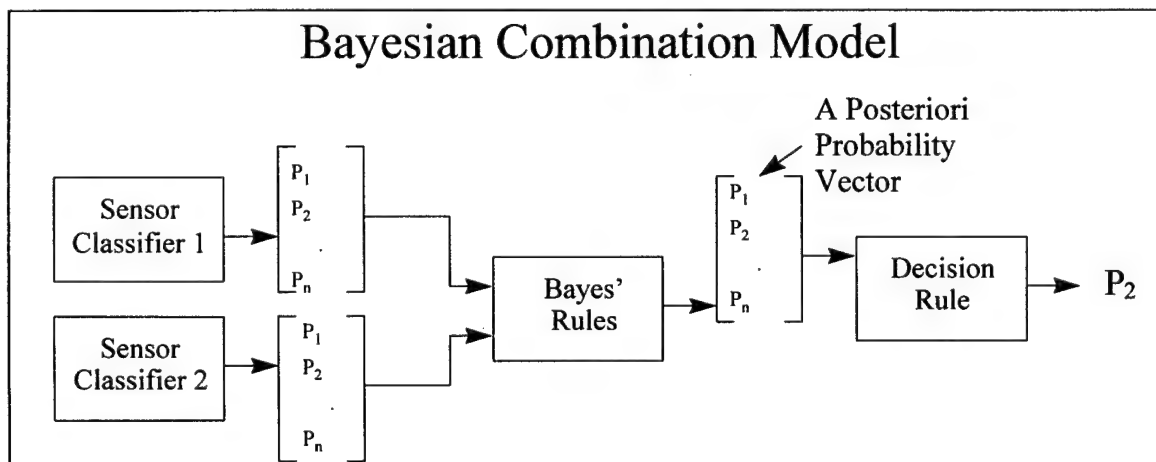 Bayesian Combination Model
A Posteriori
Probability
Vector
Sensor
Classifier 1
P₁
P₂
.
Pₙ
Sensor
Classifier 2
P₁
P₂
.
Pₙ
Bayes’
Rules
P₁
P₂
.
Pₙ
Decision
Rule
P₂